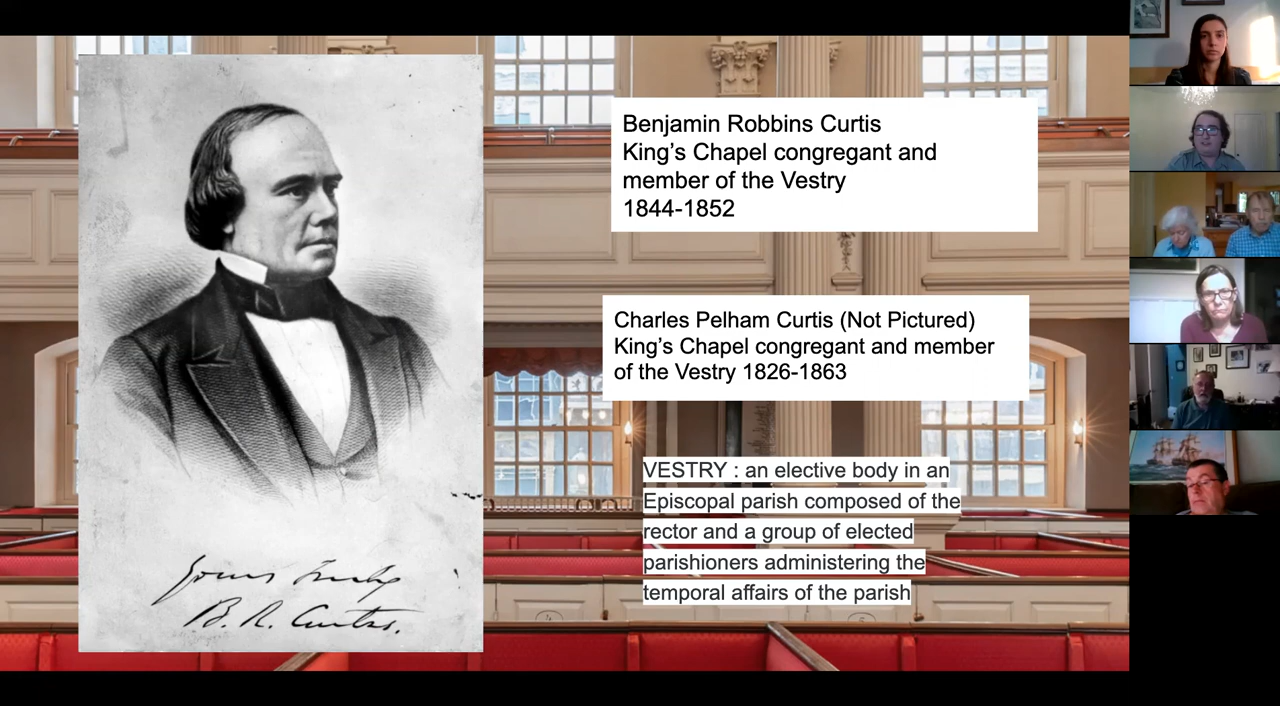 Benjamin Robbins Curtis
King's Chapel congregant and
member of the Vestry
1844-1852
Charles Pelham Curtis (Not Pictured)
King's Chapel congregant and member
of the Vestry 1826-1863
VESTRY : an elective body in an
Episcopal parish composed of the
rector and a group of elected
parishioners administering the
temporal affairs of the parish
Yours truly
B. R. Curtis.